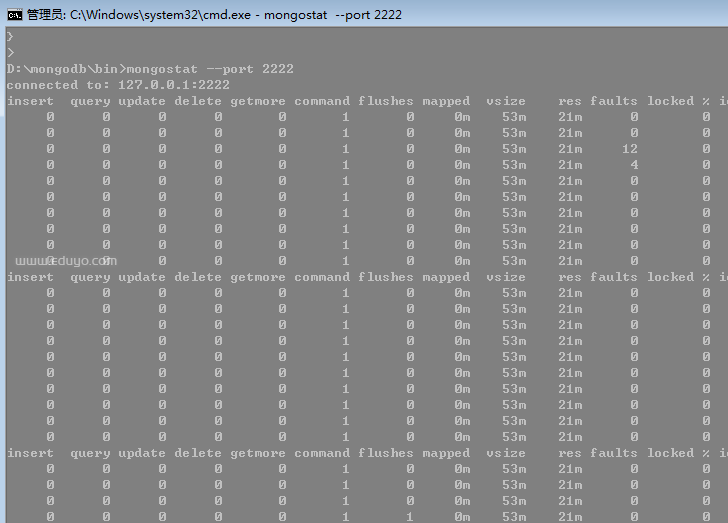 管理员: C:\Windows\system32\cmd.exe - mongostat --port 2222
}
>
D:\mongodb\bin>mongostat --port 2222
connected to: 127.0.0.1:2222
insert query update delete getmore command flushes mapped vsize res faults locked %
0 0 0 0 0 1 0 0m 53m 21m 0 0
0 0 0 0 0 1 0 0m 53m 21m 0 0
0 0 0 0 0 1 0 0m 53m 21m 12 0
0 0 0 0 0 1 0 0m 53m 21m 4 0
0 0 0 0 0 1 0 0m 53m 21m 0 0
0 0 0 0 0 1 0 0m 53m 21m 0 0
0 0 0 0 0 1 0 0m 53m 21m 0 0
0 0 0 0 0 1 0 0m 53m 21m 0 0
0 0 0 0 0 1 0 0m 53m 21m 0 0
0 0 0 0 0 1 0 0m 53m 21m 0 0
insert query update delete getmore command flushes mapped vsize res faults locked %
0 0 0 0 0 1 0 0m 53m 21m 0 0
0 0 0 0 0 1 0 0m 53m 21m 0 0
0 0 0 0 0 1 0 0m 53m 21m 0 0
0 0 0 0 0 1 0 0m 53m 21m 0 0
0 0 0 0 0 1 0 0m 53m 21m 0 0
0 0 0 0 0 1 0 0m 53m 21m 0 0
0 0 0 0 0 1 0 0m 53m 21m 0 0
0 0 0 0 0 1 0 0m 53m 21m 0 0
0 0 0 0 0 1 0 0m 53m 21m 0 0
0 0 0 0 0 1 0 0m 53m 21m 0 0
insert query update delete getmore command flushes mapped vsize res faults locked %
0 0 0 0 0 1 0 0m 53m 21m 0 0
0 0 0 0 0 1 0 0m 53m 21m 0 0
0 0 0 0 0 1 0 0m 53m 21m 0 0
0 0 0 0 0 1 1 0m 53m 21m 0 0